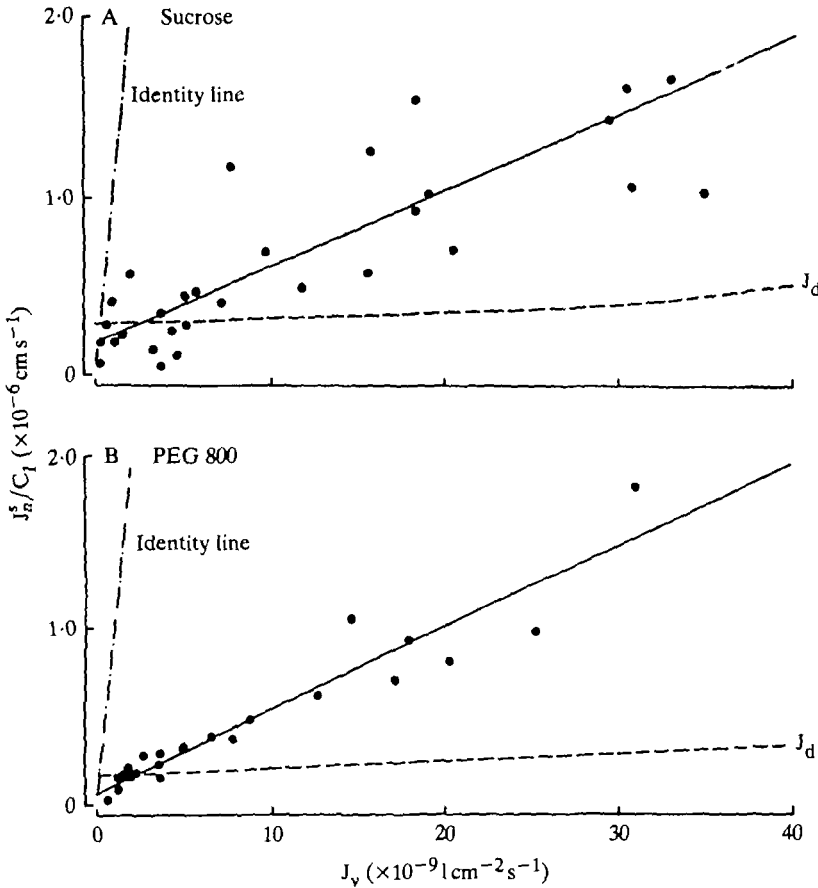 2·0
A
Sucrose
Identity line
1·0
J_d
0
J_n^s/C_1 (×10^-6 cm s^-1)
B
PEG 800
2·0
Identity line
1·0
J_d
0
0
10
20
30
40
J_v (×10^-9 l cm^-2 s^-1)